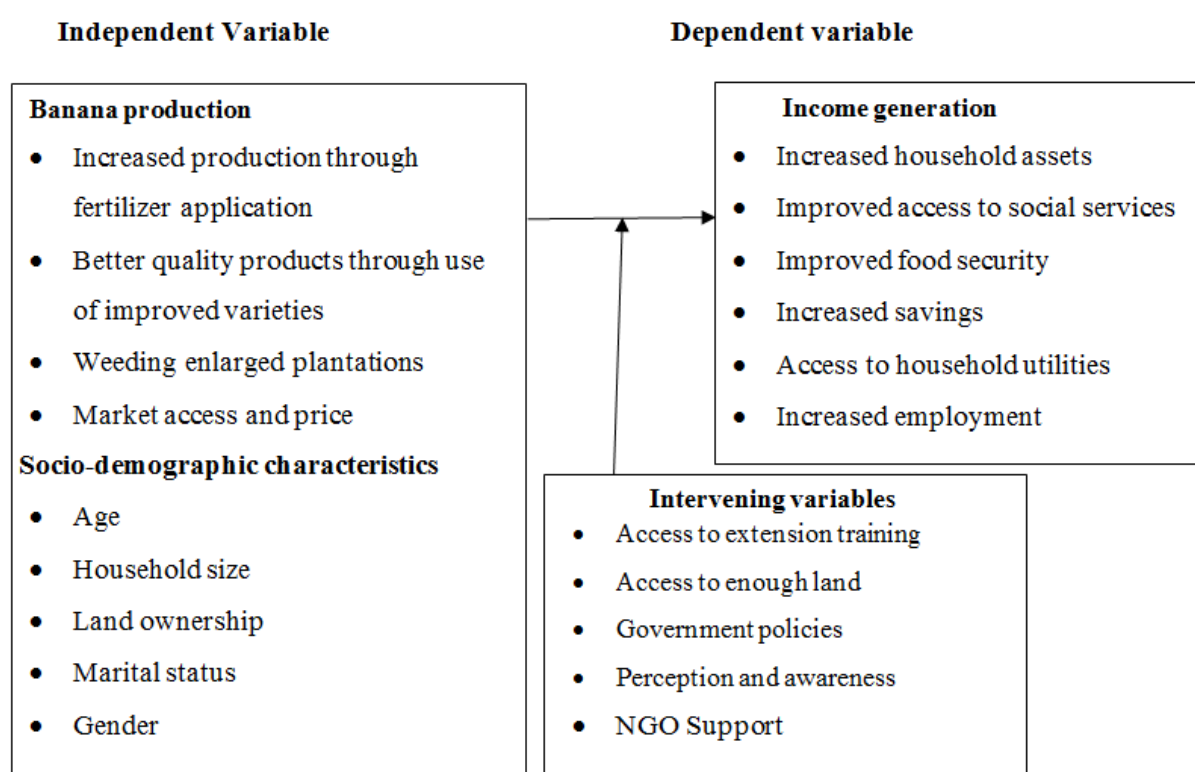 Independent Variable
Dependent variable
Banana production
• Increased production through
fertilizer application
• Better quality products through use
of improved varieties
• Weeding enlarged plantations
• Market access and price
Socio-demographic characteristics
• Age
• Household size
• Land ownership
• Marital status
• Gender
Income generation
• Increased household assets
• Improved access to social services
• Improved food security
• Increased savings
• Access to household utilities
• Increased employment
Intervening variables
• Access to extension training
• Access to enough land
• Government policies
• Perception and awareness
• NGO Support